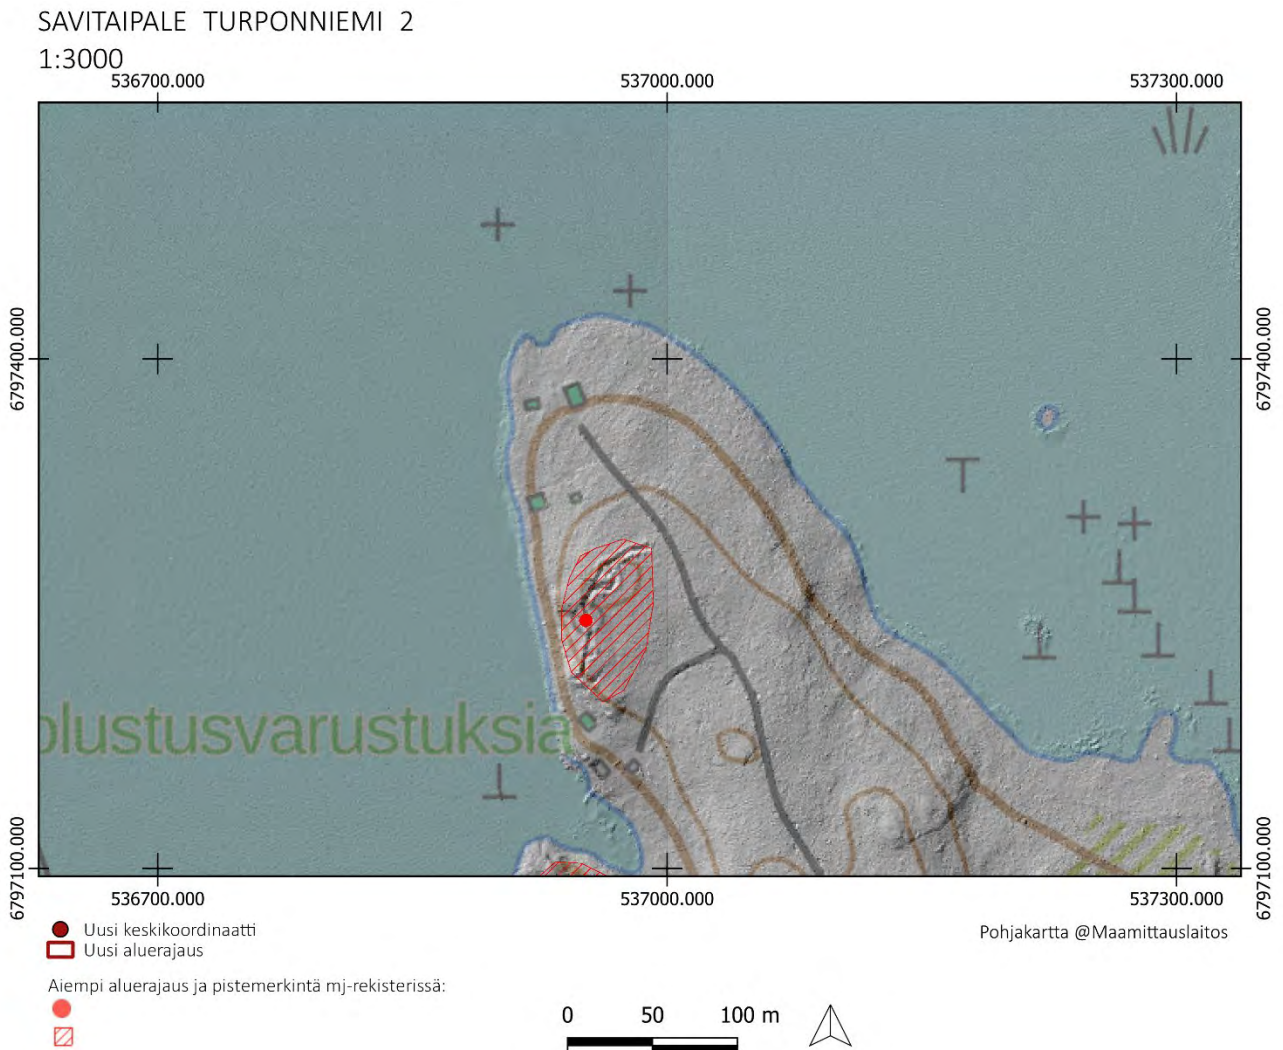 SAVITAIPALE TURPONNIEMI 2
1:3000
536700.000 537000.000 537300.000
6797400.000 6797400.000
olustusvarustuksia
6797100.000 6797100.000
536700.000 537000.000 537300.000
Uusi keskikoordinaatti
Uusi aluerajaus
Pohjakartta @Maamittauslaitos
Aiempi aluerajaus ja pistemerkintä mj-rekisterissä:
0 50 100 m